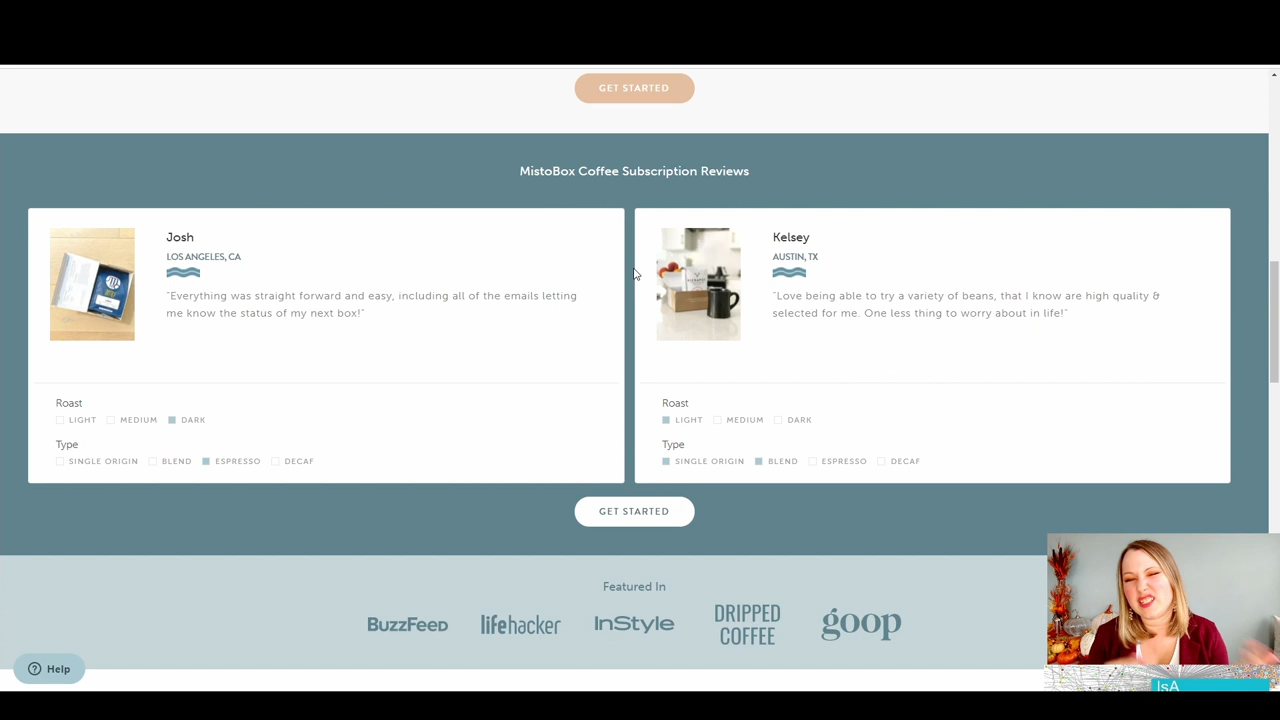 GET STARTED
MistoBox Coffee Subscription Reviews
Josh
LOS ANGELES, CA
"Everything was straight forward and easy, including all of the emails letting
me know the status of my next box!"
Roast
LIGHT MEDIUM DARK
Type
SINGLE ORIGIN BLEND ESPRESSO DECAF
Kelsey
AUSTIN, TX
"Love being able to try a variety of beans, that I know are high quality &
selected for me. One less thing to worry about in life!"
Roast
LIGHT MEDIUM DARK
Type
SINGLE ORIGIN BLEND ESPRESSO DECAF
GET STARTED
Featured In
BuzzFeed
lifehacker
InStyle
DRIPPED
COFFEE
goop
Help
IsA